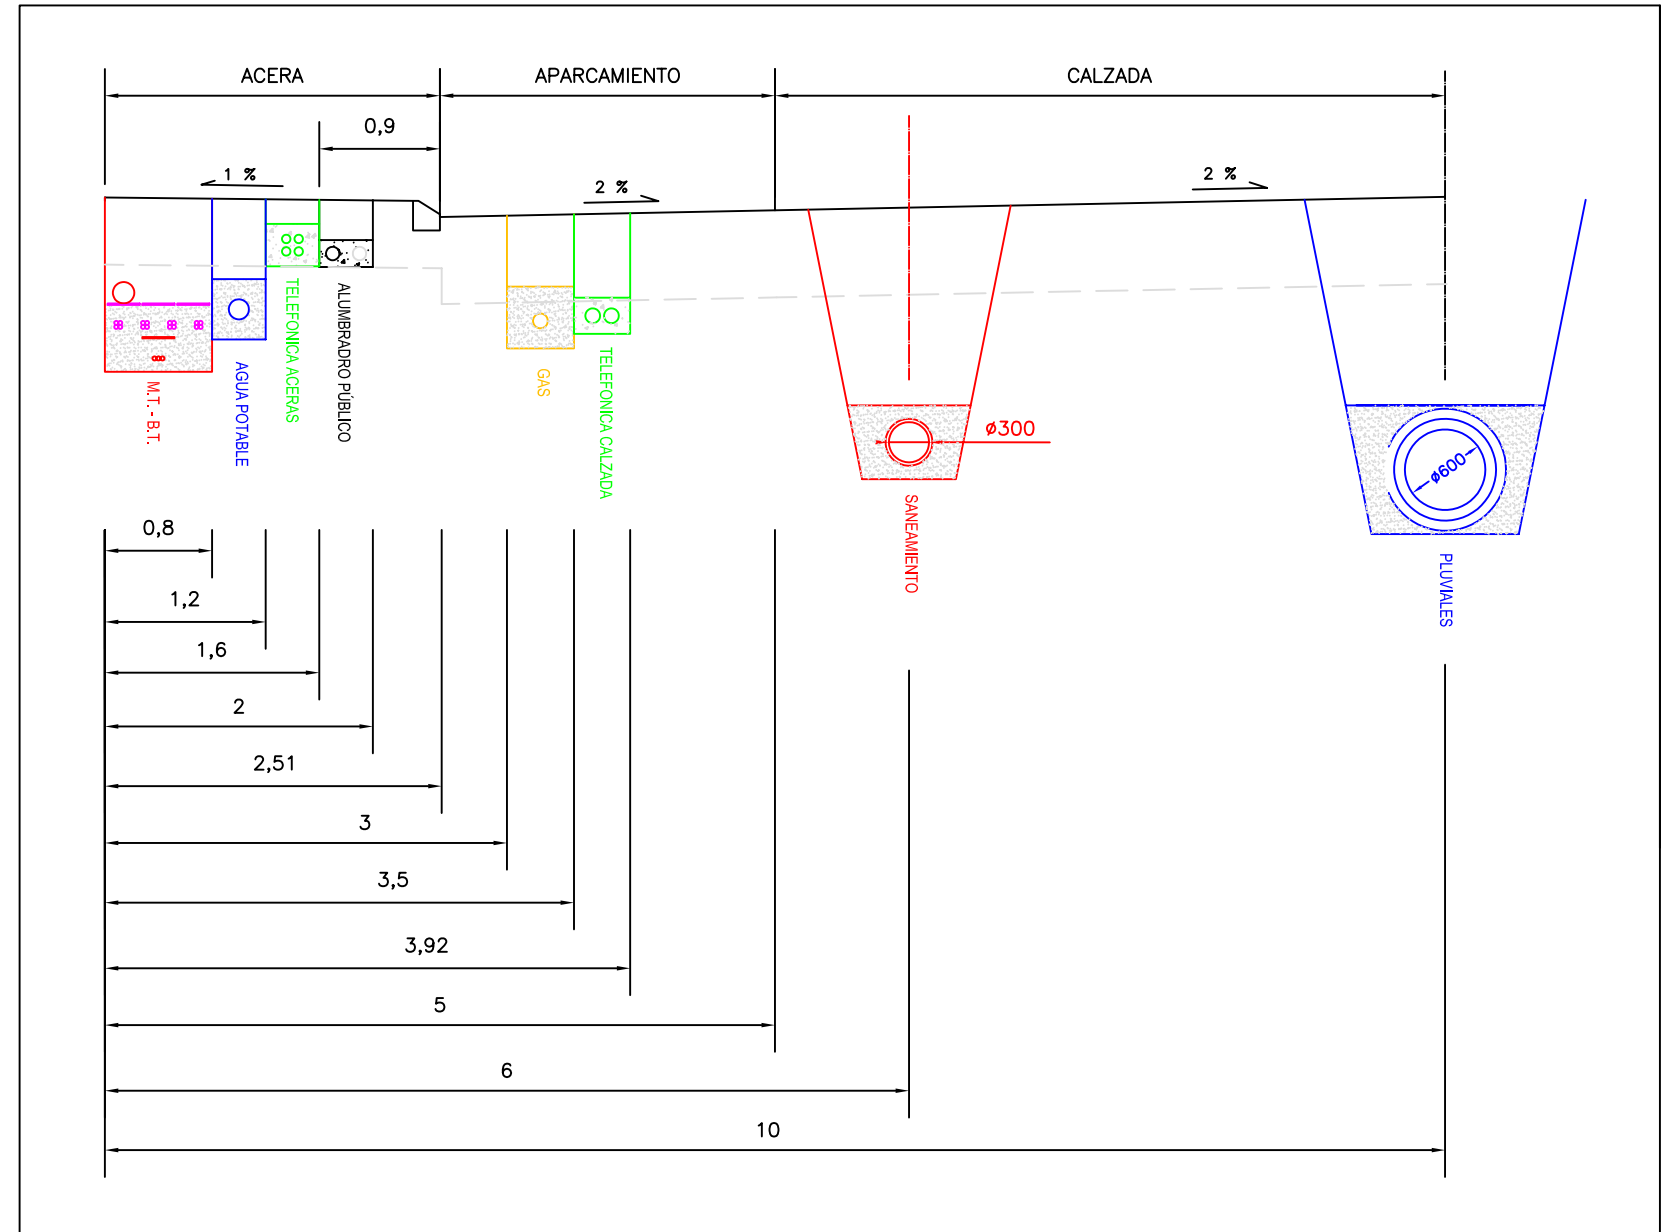 ACERA
APARCAMIENTO
CALZADA
0,9
1 %
2 %
2 %
M.T. - B.T.
AGUA POTABLE
TELEFONICA ACERAS
ALUMBRADRO PÚBLICO
GAS
TELEFONICA CALZADA
ø300
SANEAMIENTO
ø600
PLUVIALES
0,8
1,2
1,6
2
2,51
3
3,5
3,92
5
6
10